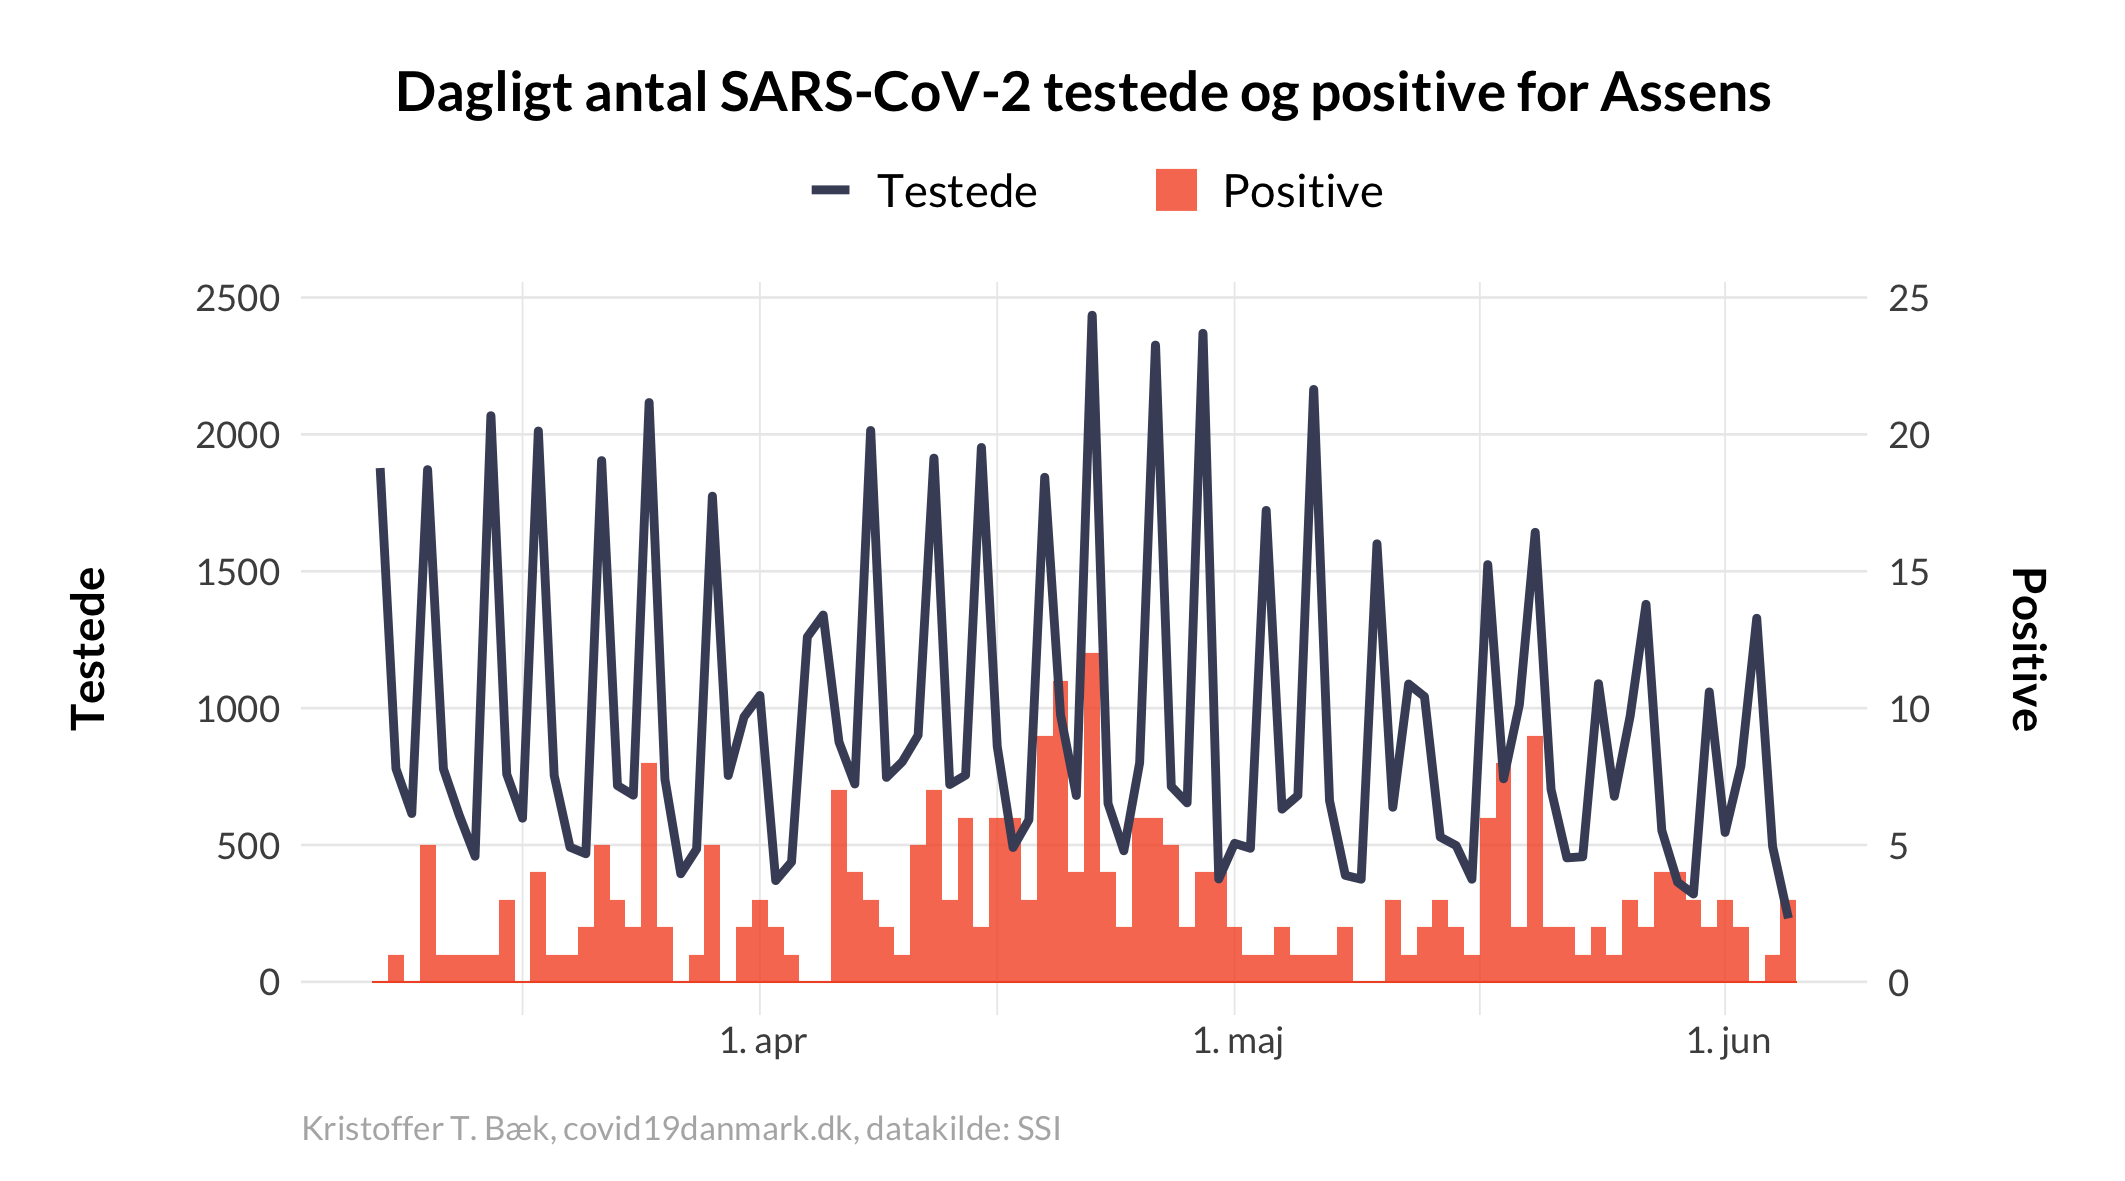 Dagligt antal SARS-CoV-2 testede og positive for Assens
Testede Positive
2500 25
2000 20
1500 15
1000 10
500 5
0 0
Testede
Positive
1. apr 1. maj 1. jun
Kristoffer T. Bæk, covid19danmark.dk, datakilde: SSI